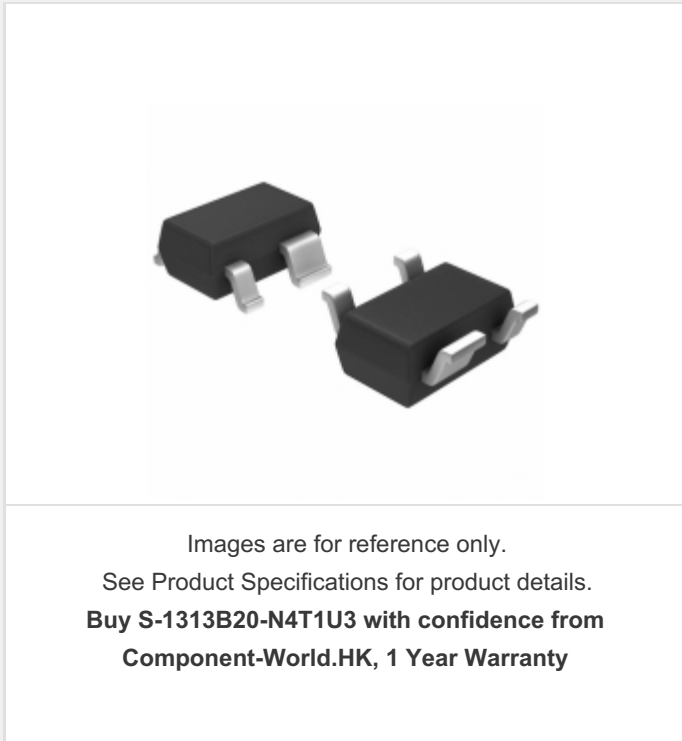 Images are for reference only.
See Product Specifications for product details.
Buy S-1313B20-N4T1U3 with confidence from
Component-World.HK, 1 Year Warranty